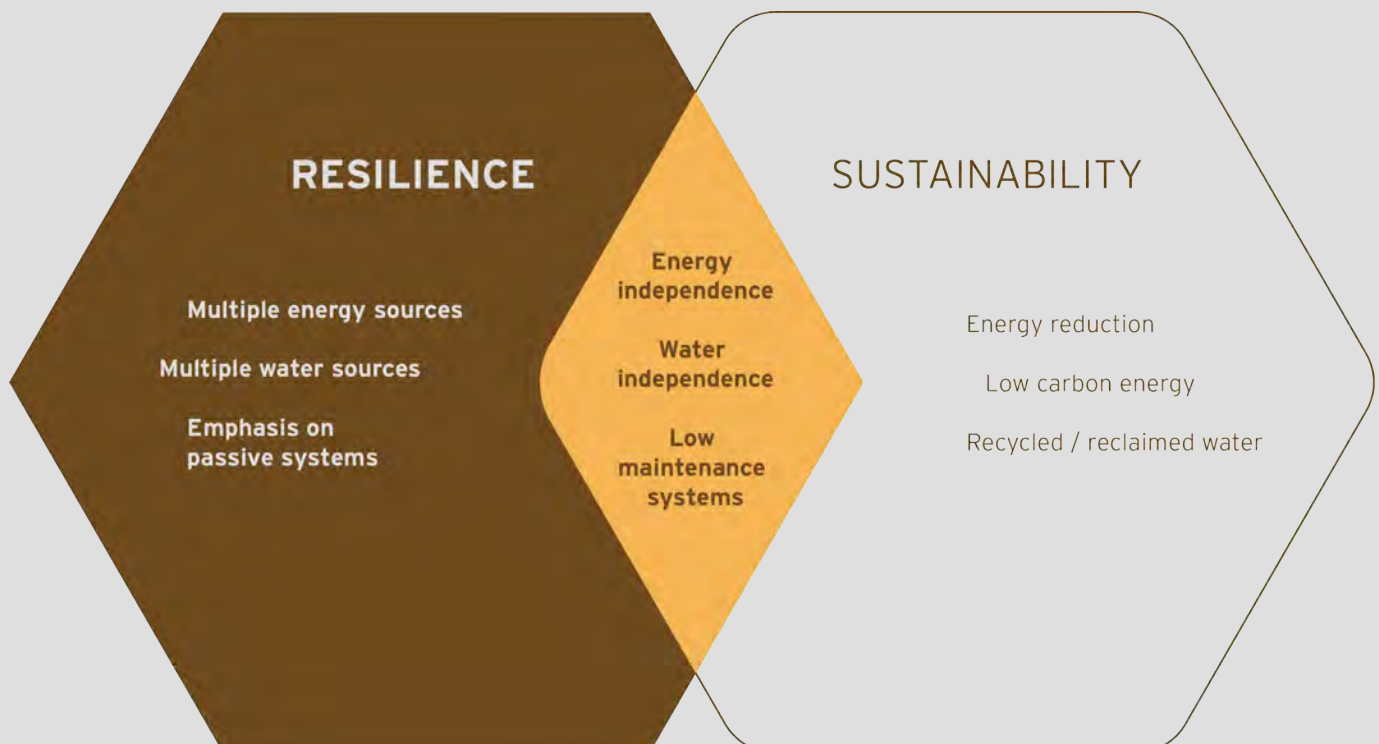 RESILIENCE
Multiple energy sources
Multiple water sources
Emphasis on
passive systems
Energy
independence
Water
independence
Low
maintenance
systems
SUSTAINABILITY
Energy reduction
Low carbon energy
Recycled / reclaimed water